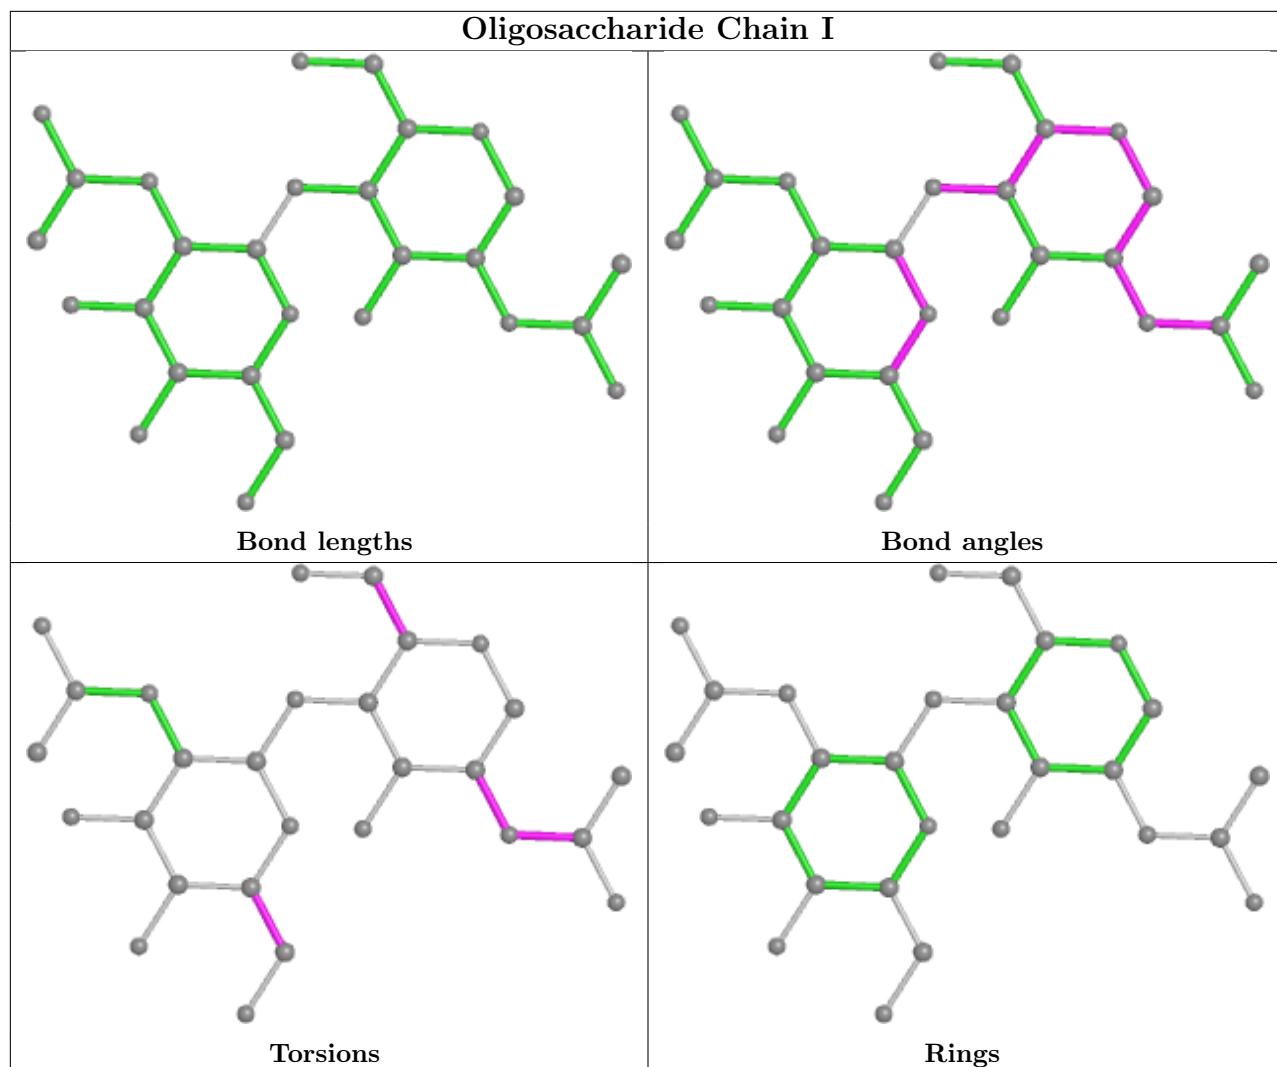 Oligosaccharide Chain I
Bond lengths
Bond angles
Torsions
Rings